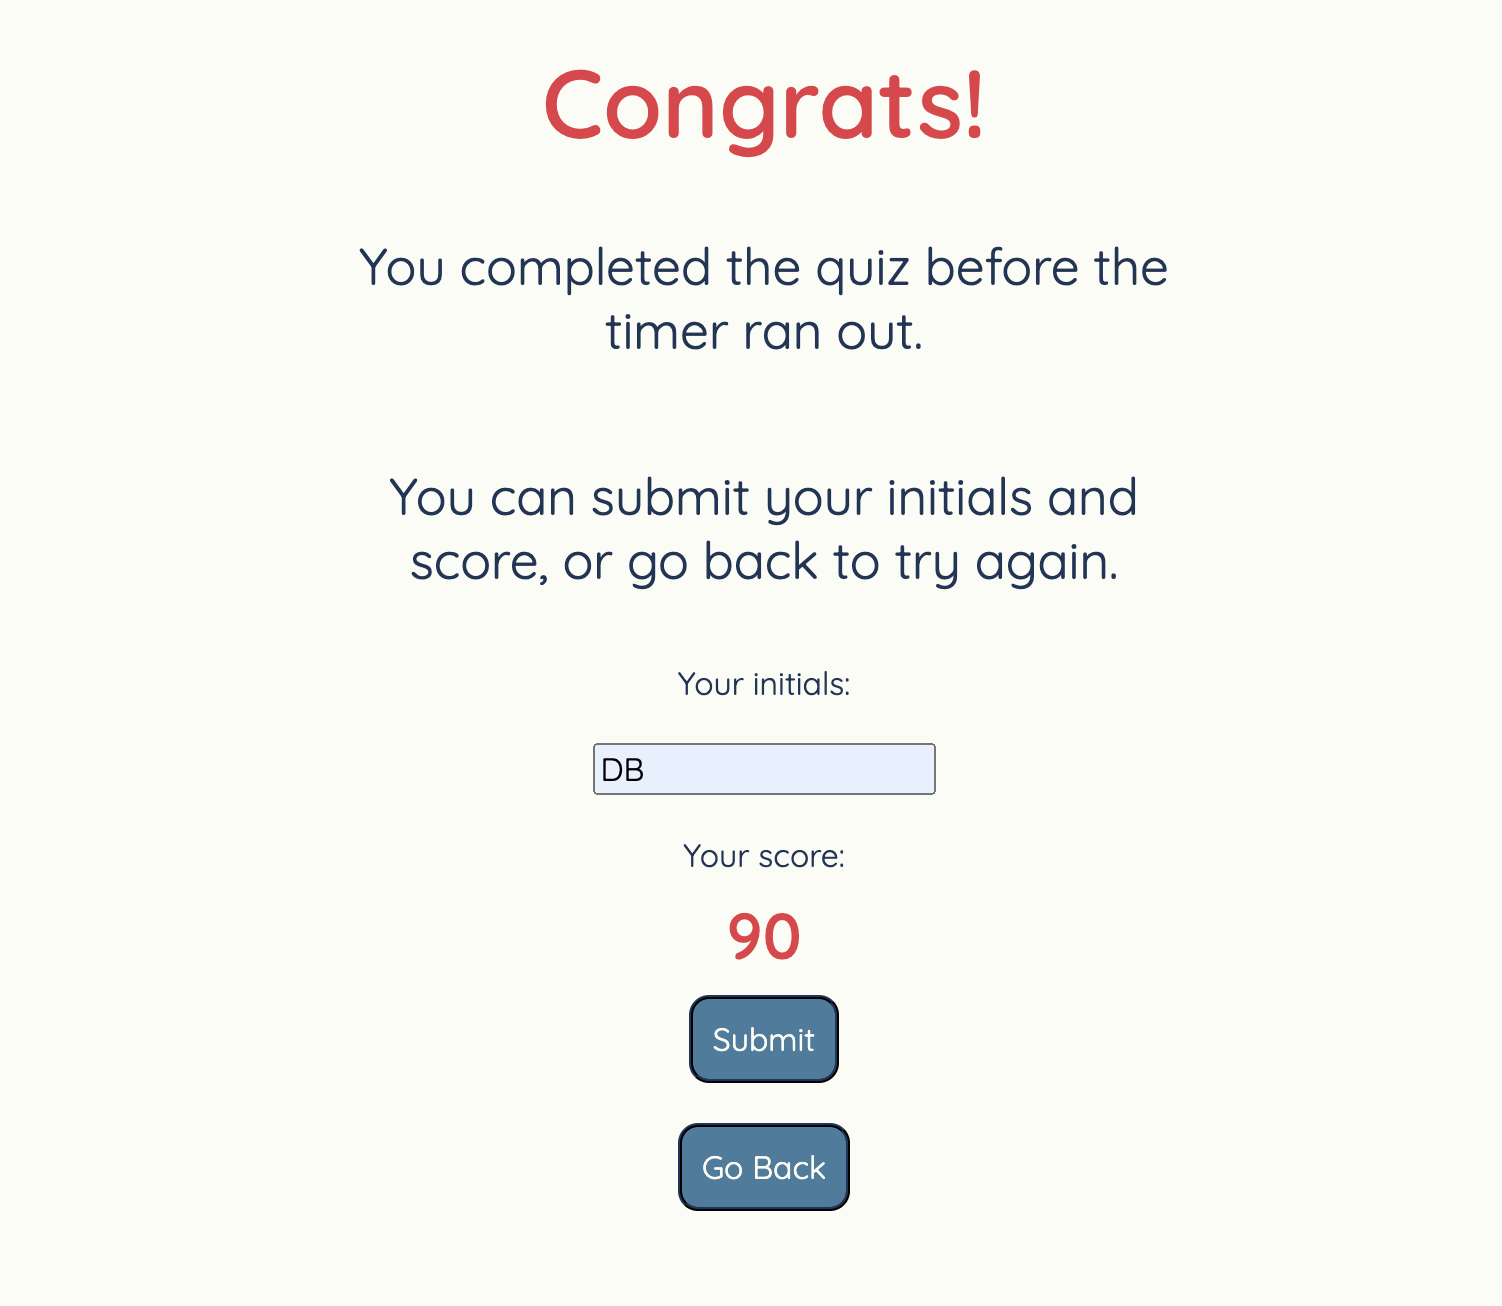 Congrats!
You completed the quiz before the
timer ran out.
You can submit your initials and
score, or go back to try again.
Your initials:
DB
Your score:
90
Submit
Go Back